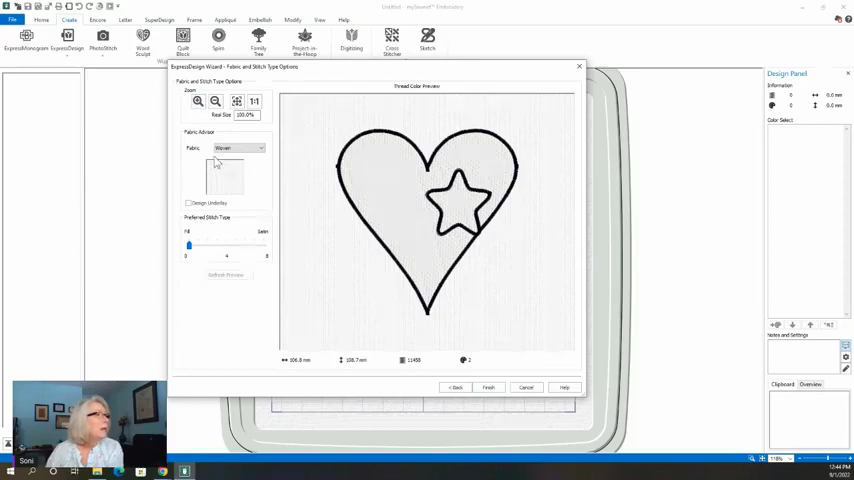 Untitled - mySewnet™ Embroidery
File Home Create Encore Letter SuperDesign Frame Appliqué Embellish Modify View Help
ExpressMonogram ExpressDesign PhotoStitch Word Sculpt Quilt Block Spiro Family Tree Project-in-the-Hoop Digitizing Cross Stitcher Sketch
ExpressDesign Wizard - Fabric and Stitch Type Options
Fabric and Stitch Type Options
Zoom
Real Size 100.0%
Fabric Advisor
Fabric Woven
Design Underlay
Preferred Stitch Type
Fill Satin
0 4 8
Refresh Preview
Thread Color Preview
106.8 mm 108.7mm 11458 2
< Back Finish Cancel Help
Design Panel
Information
0 0.0 mm
0 0.0 mm
Color Select:
Notes and Settings
Clipboard Overview
118%
Soni
12:44 PM
9/1/2022